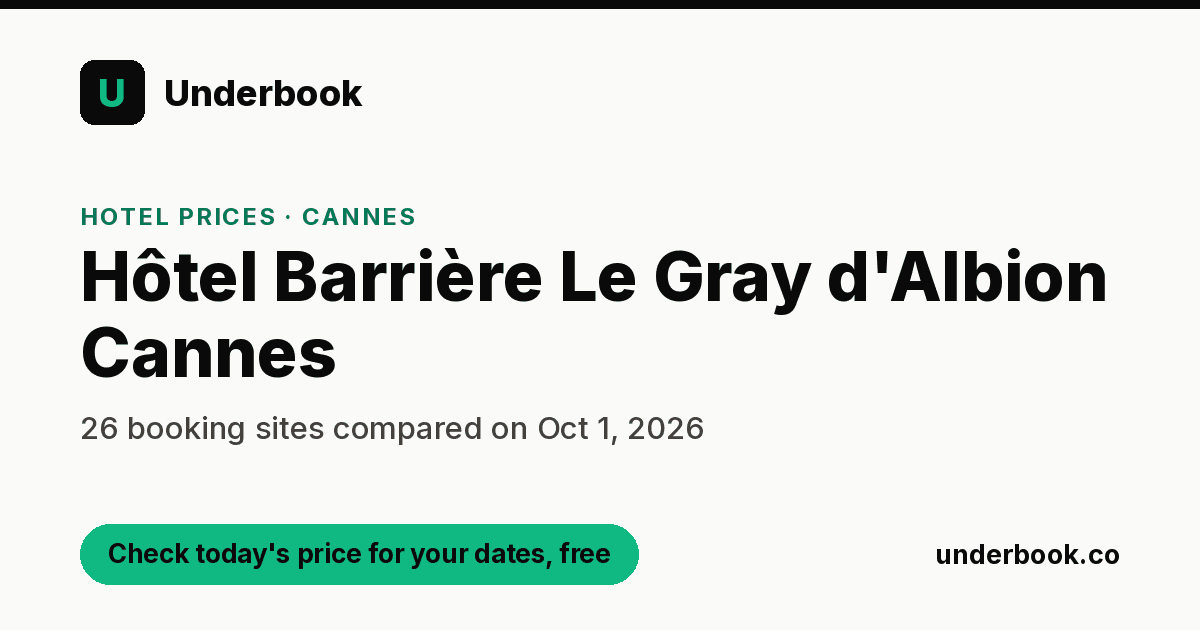 U Underbook
HOTEL PRICES · CANNES
Hôtel Barrière Le Gray d'Albion
Cannes
26 booking sites compared on Oct 1, 2026
Check today's price for your dates, free
underbook.co